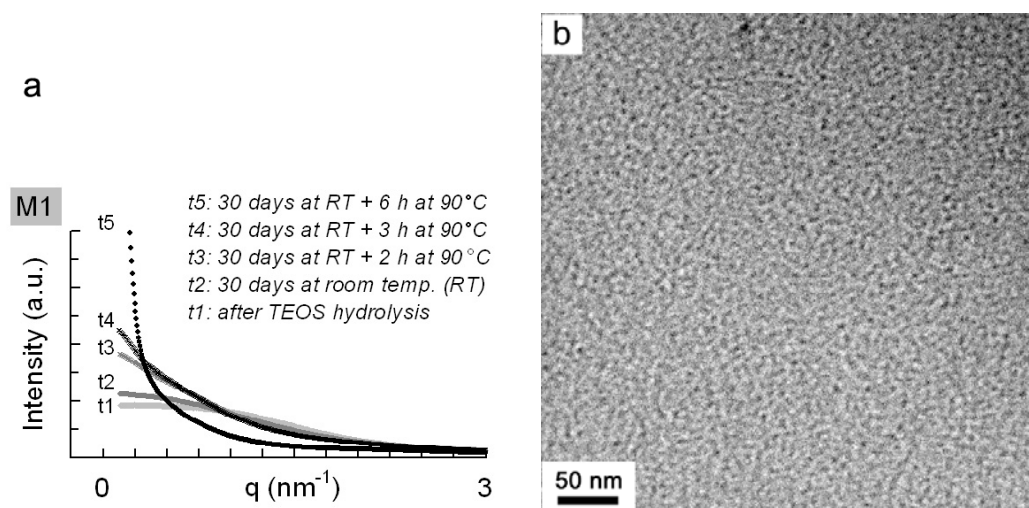 a
M1
t5: 30 days at RT + 6 h at 90°C
t4: 30 days at RT + 3 h at 90°C
t3: 30 days at RT + 2 h at 90°C
t2: 30 days at room temp. (RT)
t1: after TEOS hydrolysis
t5
t4
t3
t2
t1
Intensity (a.u.)
0
q (nm⁻¹)
3
b
50 nm